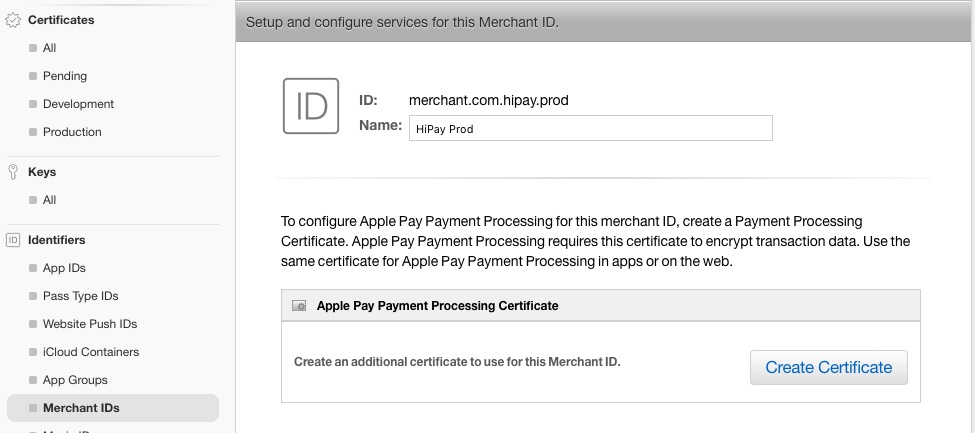 Certificates
All
Pending
Development
Production
Keys
All
ID
Identifiers
App IDs
Pass Type IDs
Website Push IDs
iCloud Containers
App Groups
Merchant IDs
Setup and configure services for this Merchant ID.
ID
ID: merchant.com.hipay.prod
Name: HiPay Prod
To configure Apple Pay Payment Processing for this merchant ID, create a Payment Processing
Certificate. Apple Pay Payment Processing requires this certificate to encrypt transaction data. Use the
same certificate for Apple Pay Payment Processing in apps or on the web.
Apple Pay Payment Processing Certificate
Create an additional certificate to use for this Merchant ID.
Create Certificate